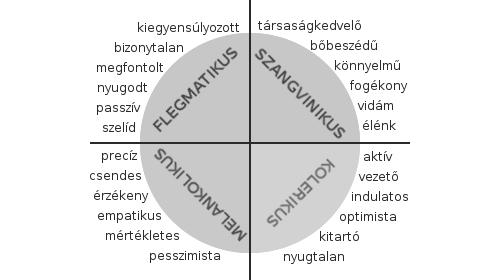 kiegyensúlyozott
bizonytalan
megfontolt
nyugodt
passzív
szelíd
FLEGMATIKUS
társaságkedvelő
bőbeszédű
könnyelmű
fogékony
vidám
élénk
SZANGVINIKUS
precíz
csendes
érzékeny
empatikus
mértékletes
pesszimista
MELANKOLIKUS
aktív
vezető
indulatos
optimista
kitartó
nyugtalan
KOLERIKUS